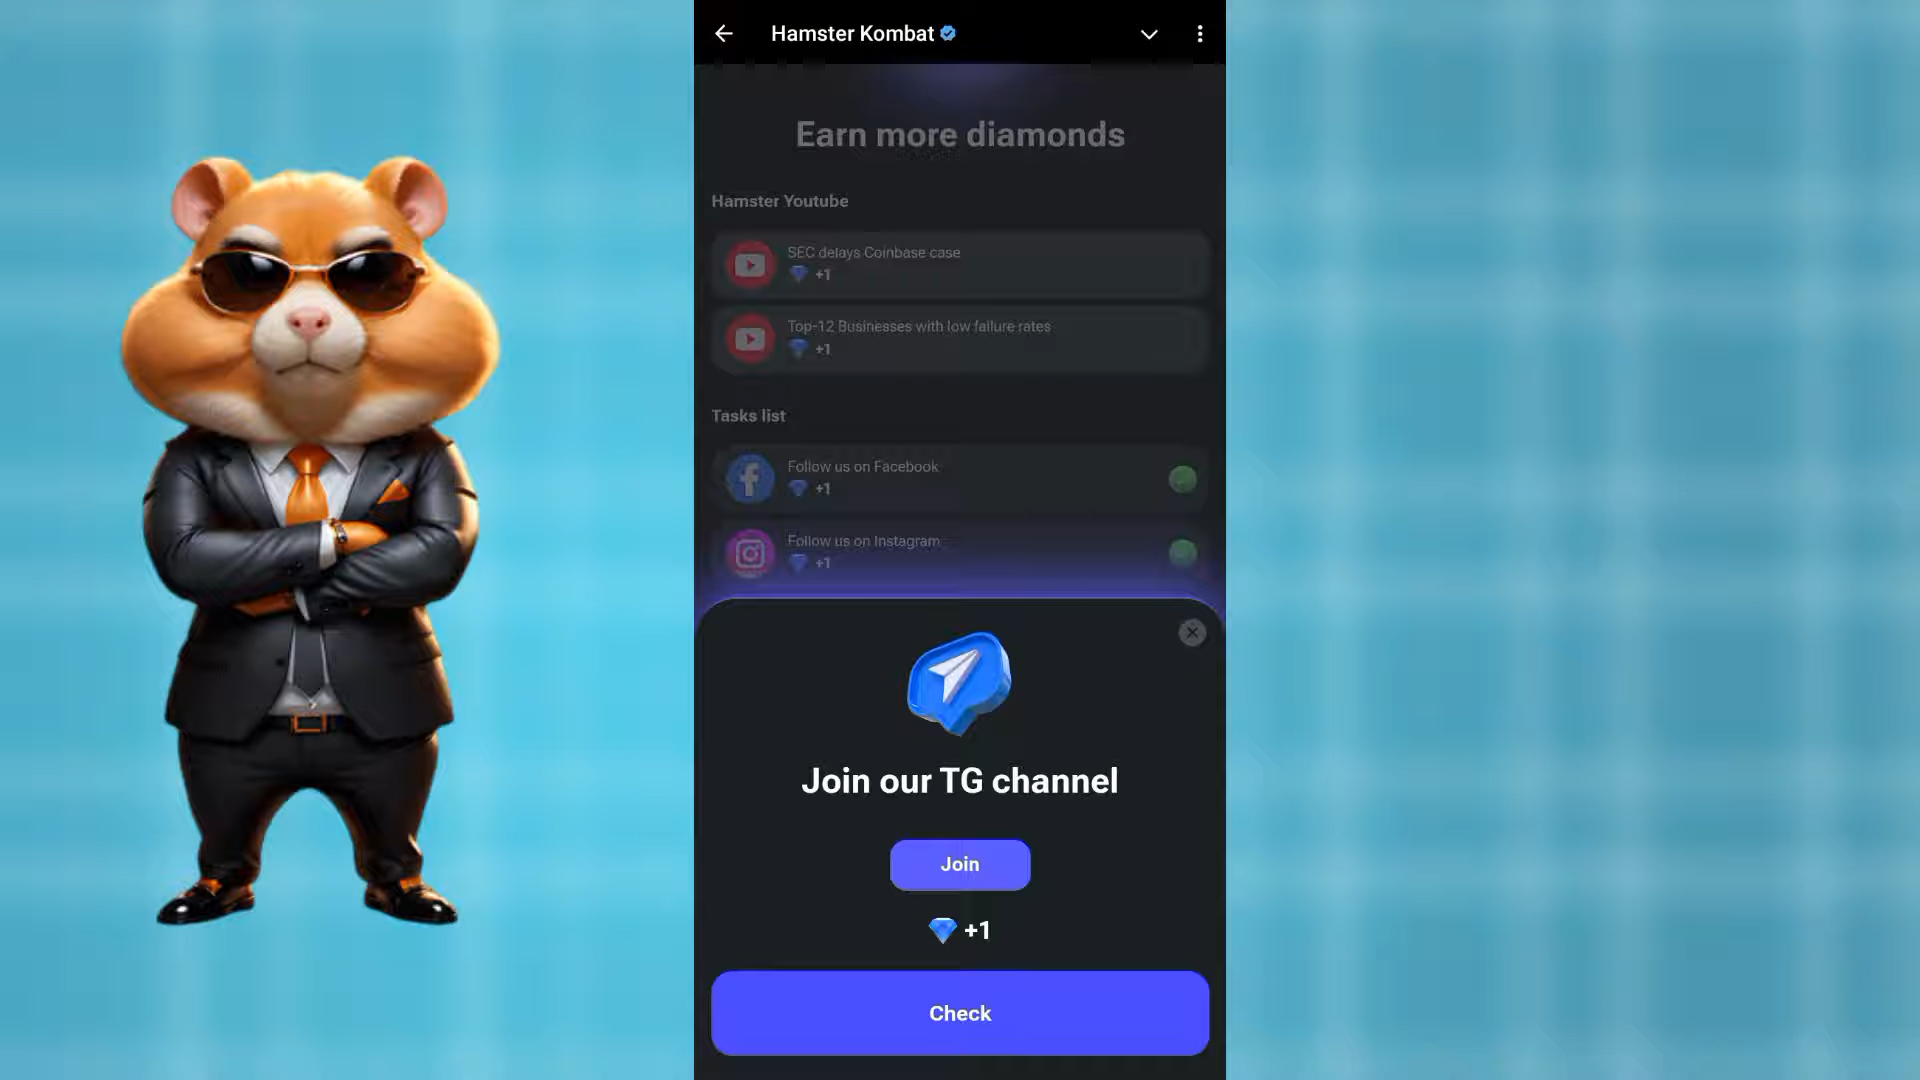 Hamster Kombat
Earn more diamonds
Hamster Youtube
SEC delays Coinbase case
+1
Top-12 Businesses with low failure rates
+1
Tasks list
Follow us on Facebook
+1
Follow us on Instagram
+1
Join our TG channel
Join
+1
Check